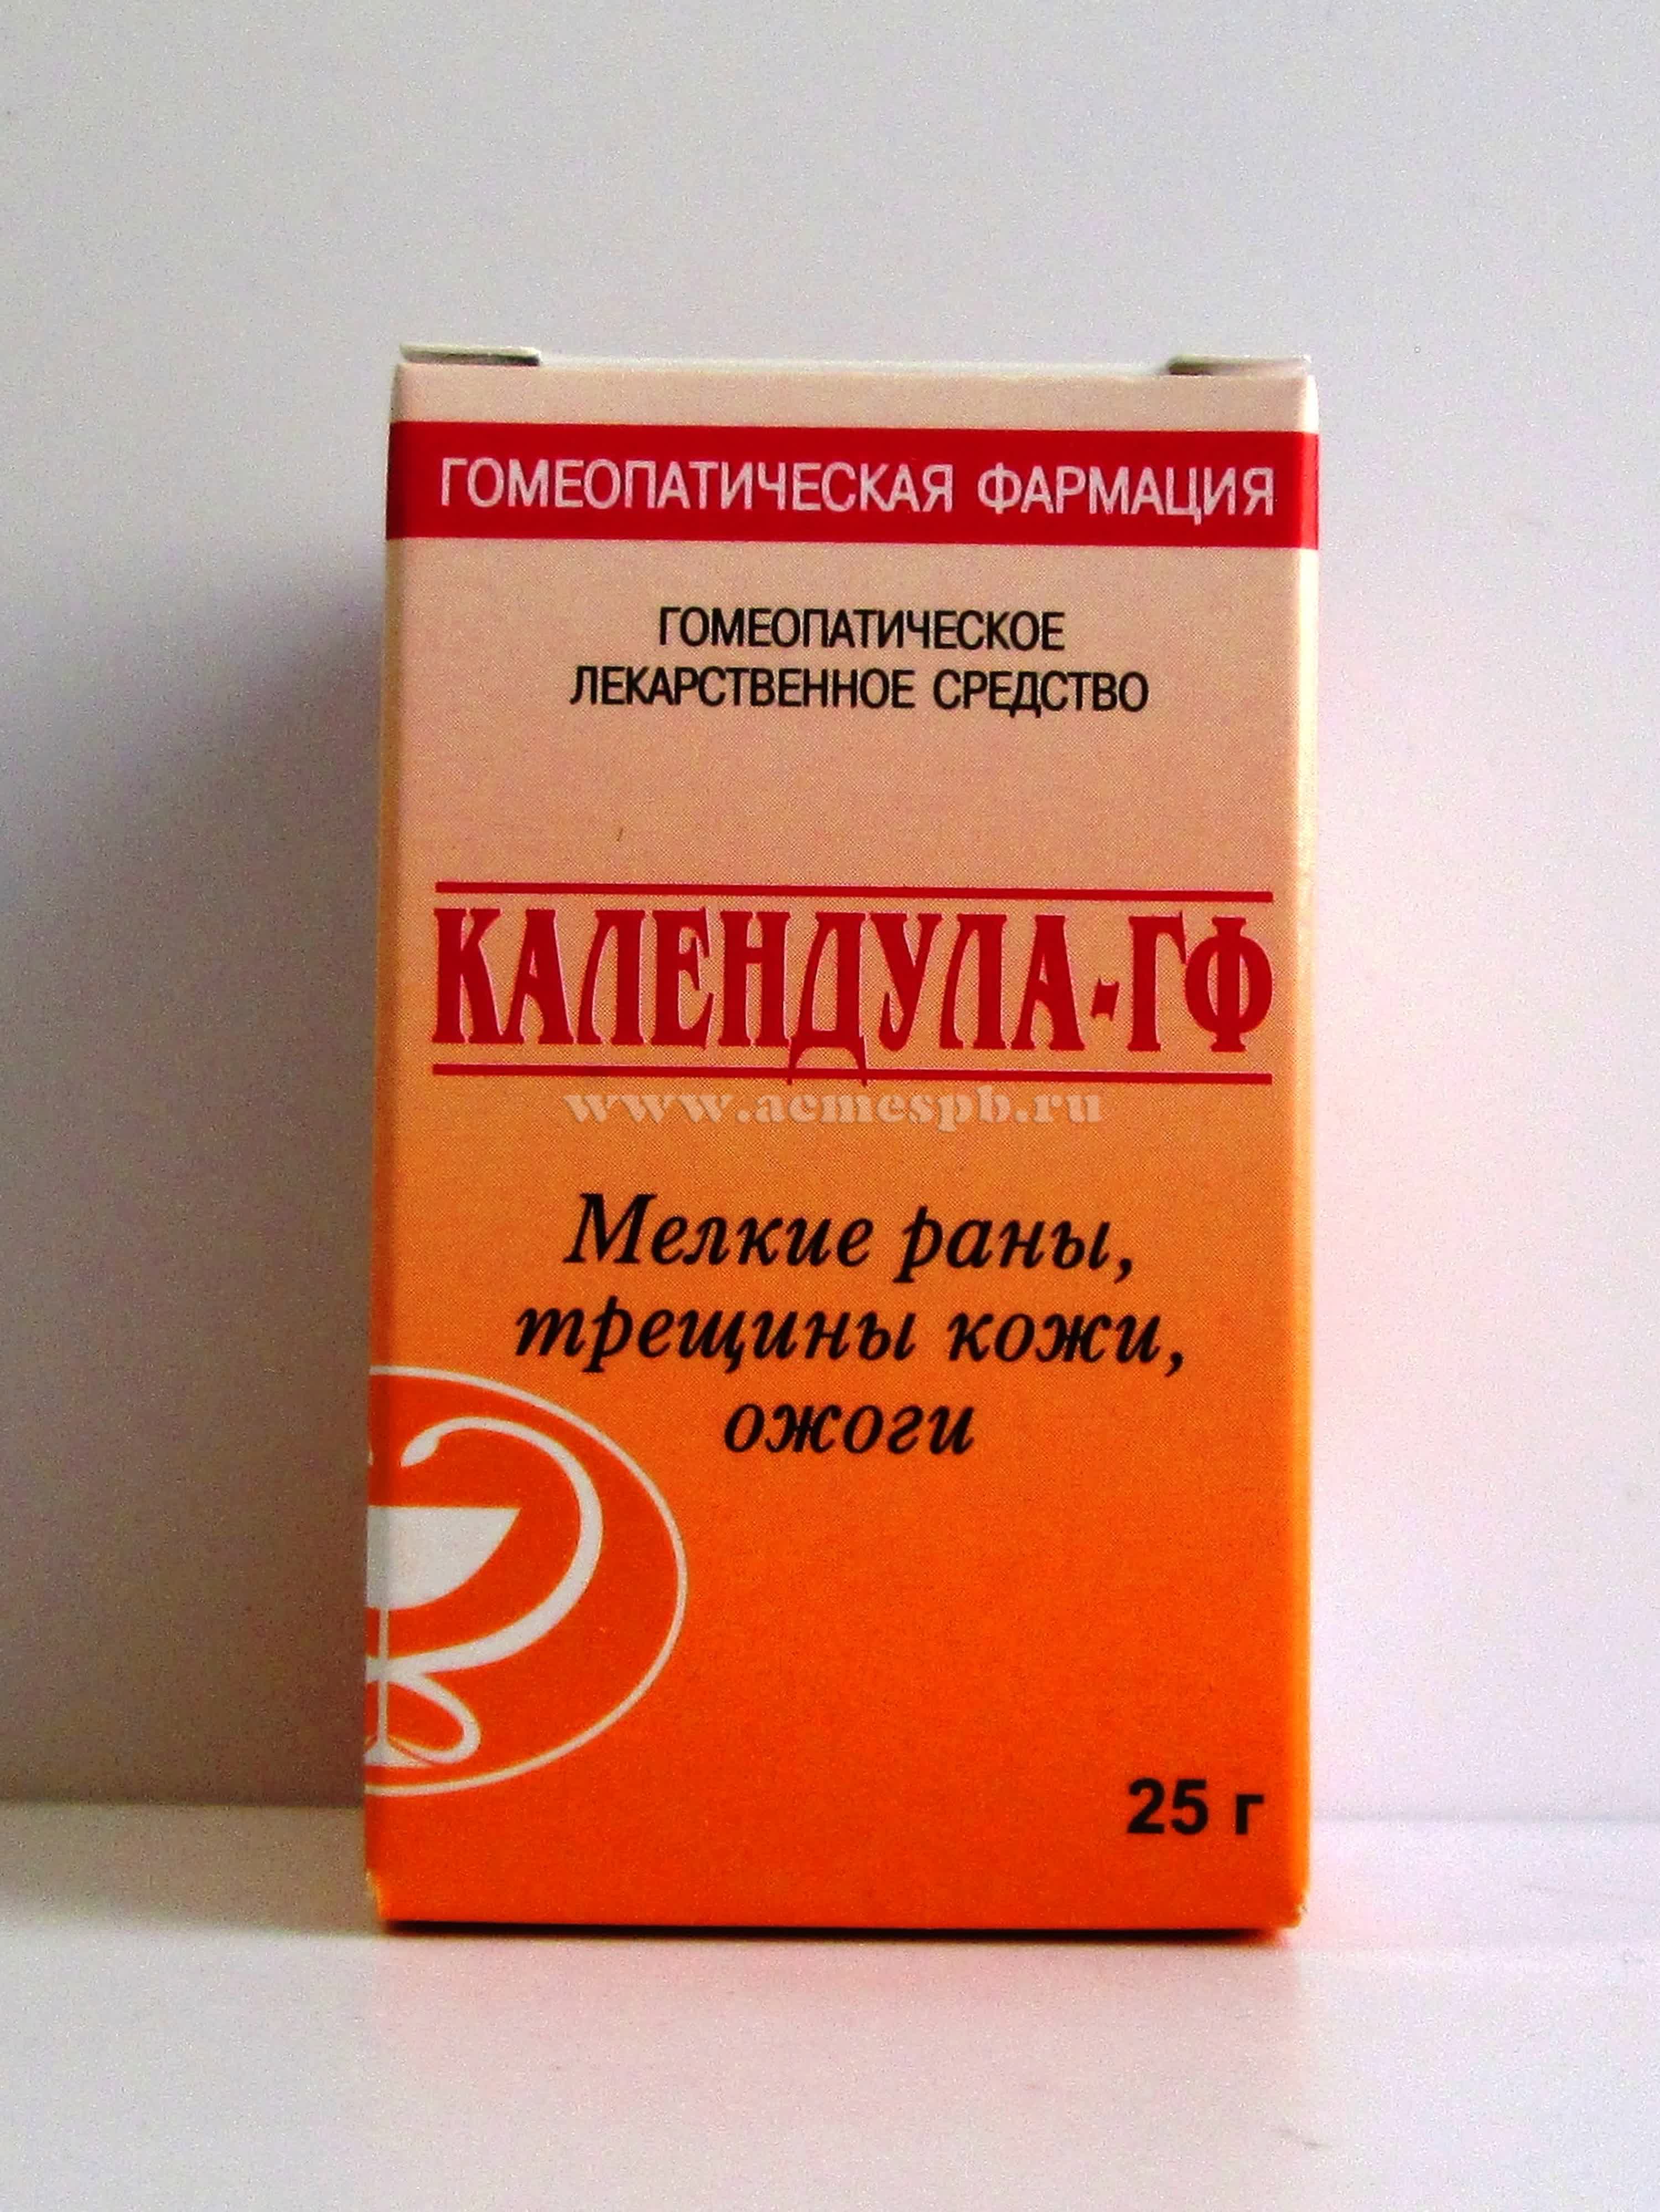 ГОМЕОПАТИЧЕСКАЯ ФАРМАЦИЯ
ГОМЕОПАТИЧЕСКОЕ
ЛЕКАРСТВЕННОЕ СРЕДСТВО
КАЛЕНДУЛА-ГФ
www.acmespb.ru
Мелкие раны,
трещины кожи,
ожоги
25 г